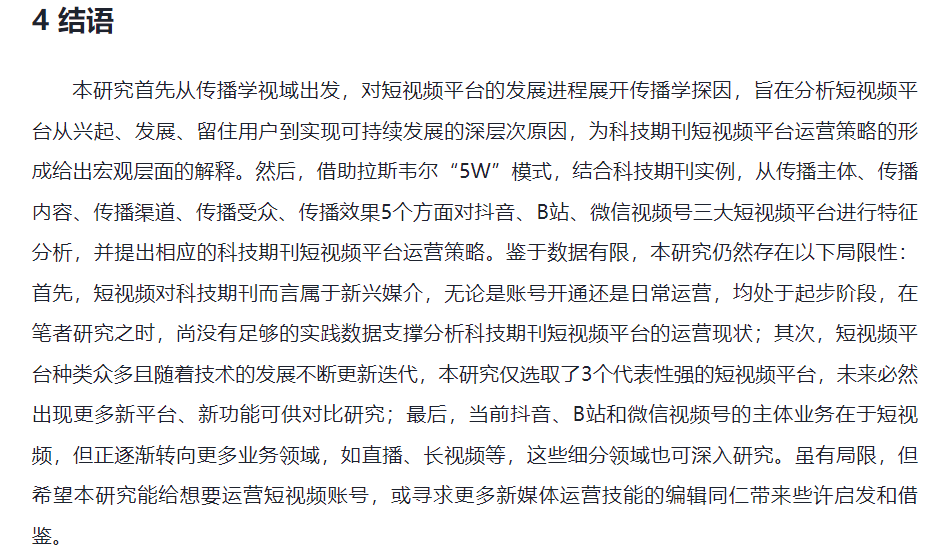 4 结语
本研究首先从传播学视域出发，对短视频平台的发展进程展开传播学探因，旨在分析短视频平
台从兴起、发展、留住用户到实现可持续发展的深层次原因，为科技期刊短视频平台运营策略的形
成给出宏观层面的解释。然后，借助拉斯韦尔“5W”模式，结合科技期刊实例，从传播主体、传播
内容、传播渠道、传播受众、传播效果5个方面对抖音、B站、微信视频号三大短视频平台进行特征
分析，并提出相应的科技期刊短视频平台运营策略。鉴于数据有限，本研究仍然存在以下局限性：
首先，短视频对科技期刊而言属于新兴媒介，无论是账号开通还是日常运营，均处于起步阶段，在
笔者研究之时，尚没有足够的实践数据支撑分析科技期刊短视频平台的运营现状；其次，短视频平
台种类众多且随着技术的发展不断更新迭代，本研究仅选取了3个代表性强的短视频平台，未来必然
出现更多新平台、新功能可供对比研究；最后，当前抖音、B站和微信视频号的主体业务在于短视
频，但正逐渐转向更多业务领域，如直播、长视频等，这些细分领域也可深入研究。虽有局限，但
希望本研究能给想要运营短视频账号，或寻求更多新媒体运营技能的编辑同仁带来些许启发和借
鉴。